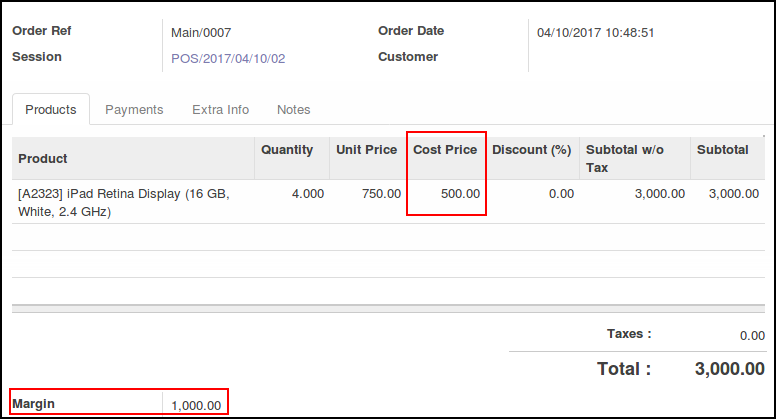 Order Ref Main/0007 Order Date 04/10/2017 10:48:51
Session POS/2017/04/10/02 Customer
Products Payments Extra Info Notes
Product Quantity Unit Price Cost Price Discount (%) Subtotal w/o Subtotal
Tax
[A2323] iPad Retina Display (16 GB, 4.000 750.00 500.00 0.00 3,000.00 3,000.00
White, 2.4 GHz)
Taxes : 0.00
Total : 3,000.00
Margin 1,000.00